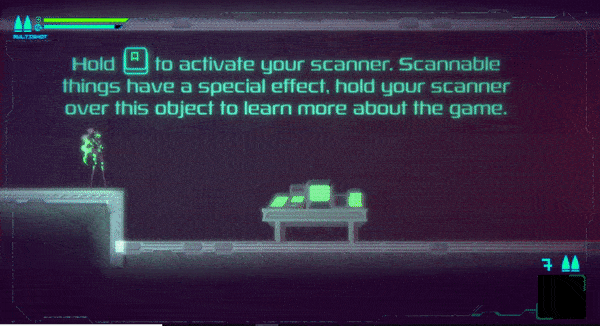 MULTISHOT
Hold to activate your scanner. Scannable
things have a special effect, hold your scanner
over this object to learn more about the game.
7